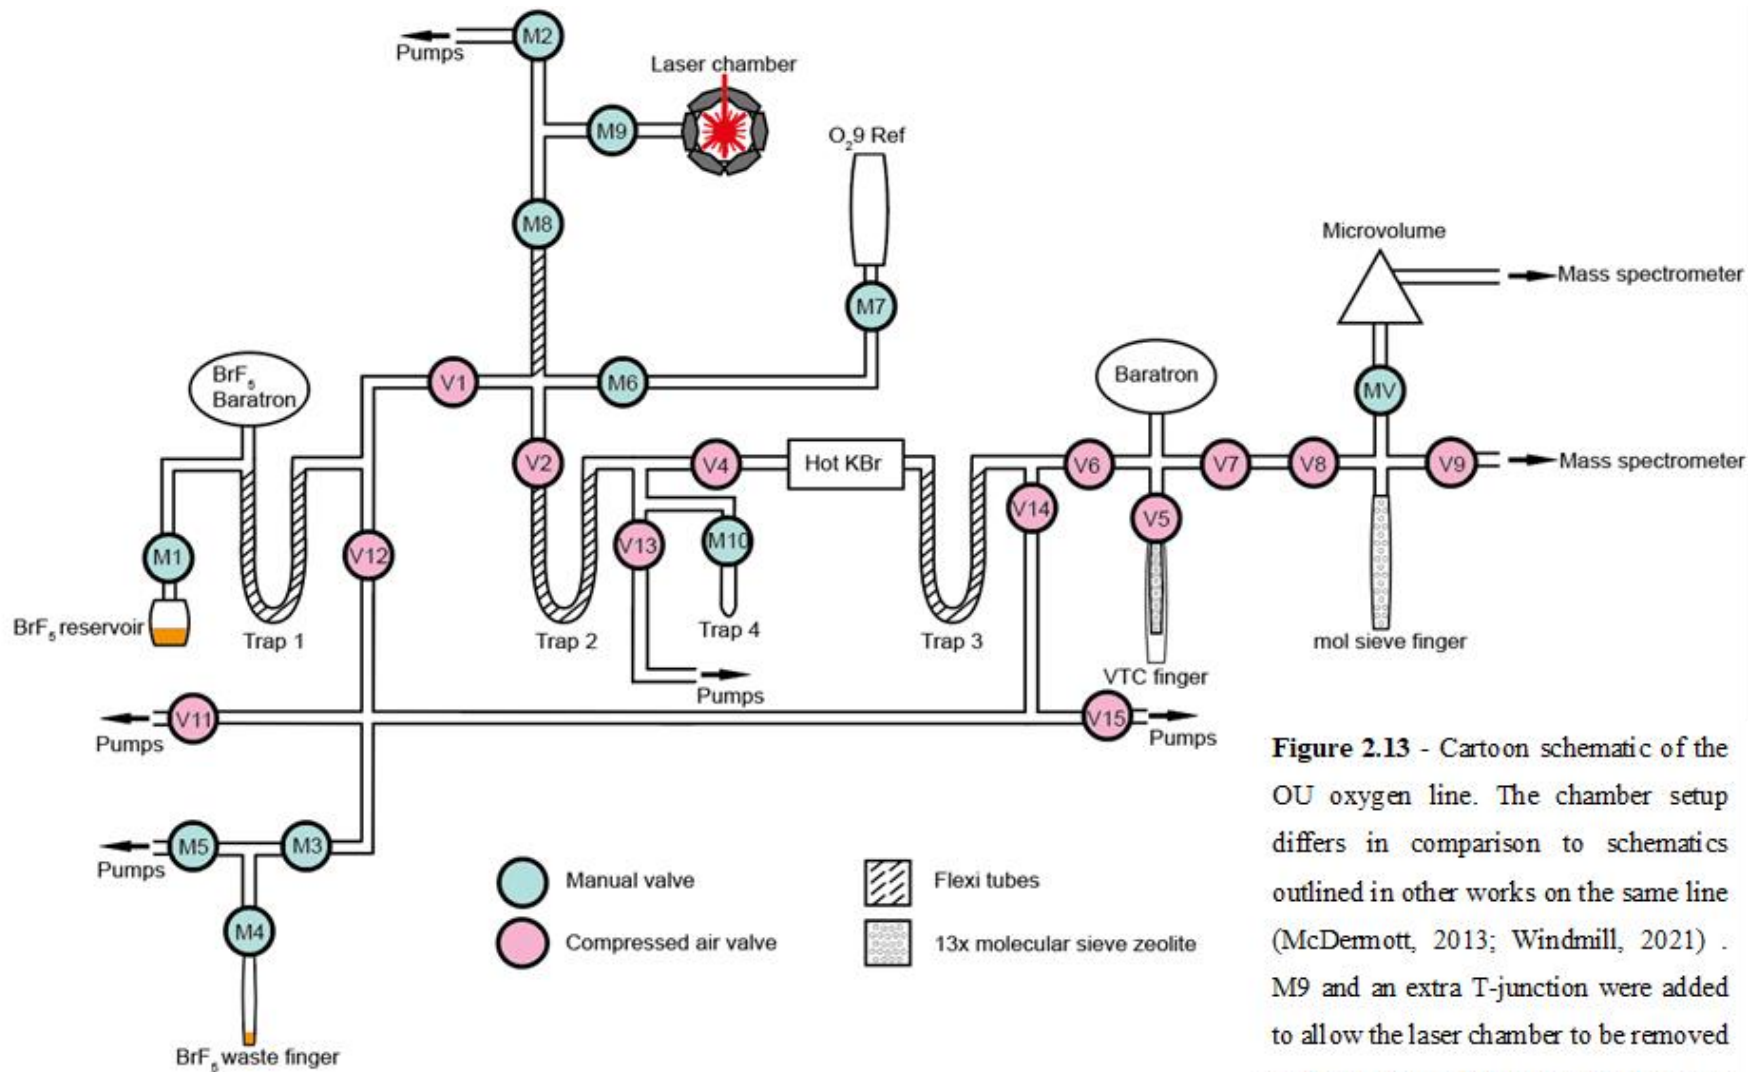 M2
Pumps
Laser chamber
M9
O₂9 Ref
M8
Microvolume
Mass spectrometer
M7
BrF₅
Baratron
V1
M6
Baratron
MV
V2
V4
Hot KBr
V6
V7
V8
V9
Mass spectrometer
V14
V5
M1
V12
V13
M10
BrF₅ reservoir
Trap 1
Trap 2
Trap 4
Trap 3
mol sieve finger
VTC finger
Pumps
V11
Pumps
V15
Pumps
M5
M3
Pumps
M4
BrF₅ waste finger
Manual valve
Compressed air valve
Flexi tubes
13x molecular sieve zeolite
Figure 2.13 - Cartoon schematic of the
OU oxygen line. The chamber setup
differs in comparison to schematics
outlined in other works on the same line
(McDermott, 2013; Windmill, 2021) .
M9 and an extra T-junction were added
to allow the laser chamber to be removed